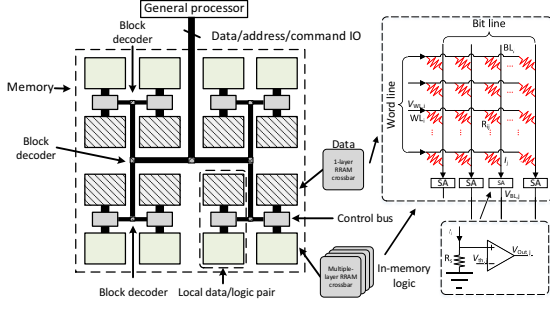 General processor
Block
decoder
Data/address/command IO
Memory
Block
decoder
Block decoder
Local data/logic pair
Data
1-layer
RRAM
crossbar
Control bus
Multiple-
layer RRAM
crossbar
In-memory
logic
Bit line
Word line
BLj
VWL,i
WLi
Rij
Ij
SA SA SA SA
VBL,j
Ij
Rs
Vth,j
VOut,j